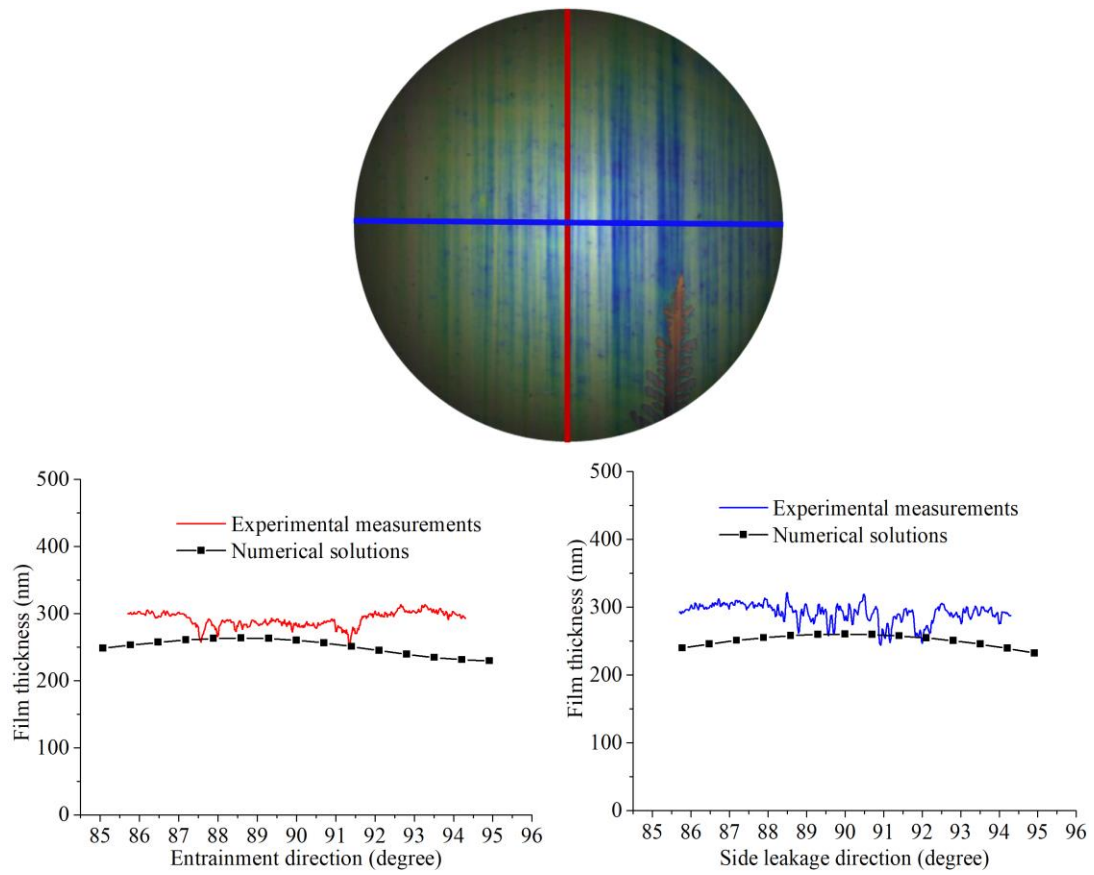 500
400
300
200
100
0
Film thickness (nm)
Experimental measurements
Numerical solutions
85 86 87 88 89 90 91 92 93 94 95 96
Entrainment direction (degree)
500
400
300
200
100
0
Film thickness (nm)
Experimental measurements
Numerical solutions
85 86 87 88 89 90 91 92 93 94 95 96
Side leakage direction (degree)